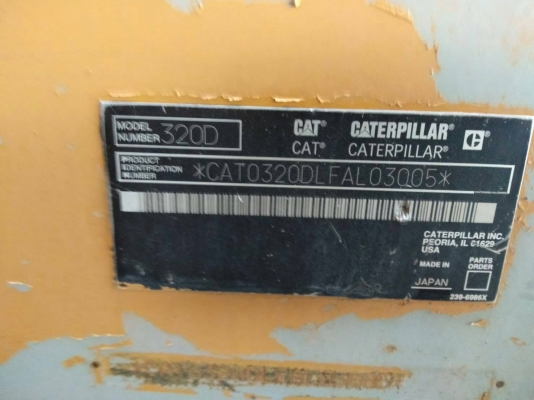 MODEL NUMBER 320D
CAT® CATERPILLAR® C®
CAT® CATERPILLAR®
PRODUCT IDENTIFICATION NUMBER *CAT0320DLFAL03005*
CATERPILLAR INC.
PEORIA, IL 61629
USA
MADE IN
PARTS ORDER
JAPAN
239-6986X